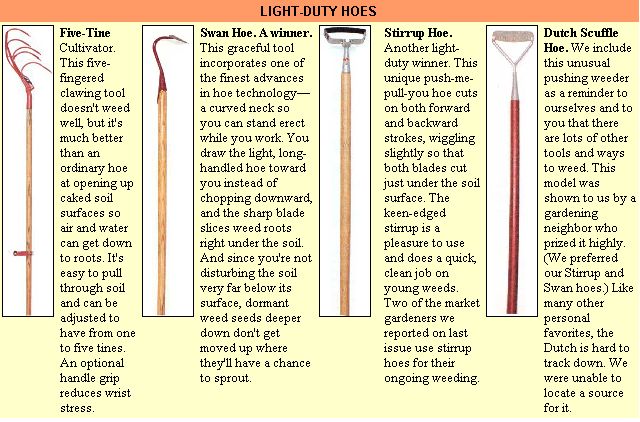 LIGHT-DUTY HOES
Five-Tine
Cultivator.
This five-
fingered
clawing tool
doesn't weed
well, but it's
much better
than an
ordinary hoe
at opening up
caked soil
surfaces so
air and water
can get down
to roots. It's
easy to pull
through soil
and can be
adjusted to
have from one
to five tines.
An optional
handle grip
reduces wrist
stress.
Swan Hoe. A winner.
This graceful tool
incorporates one of
the finest advances
in hoe technology—
a curved neck so
you can stand erect
while you work. You
draw the light, long-
handled hoe toward
you instead of
chopping downward,
and the sharp blade
slices weed roots
right under the soil.
And since you're not
disturbing the soil
very far below its
surface, dormant
weed seeds deeper
down don't get
moved up where
they'll have a chance
to sprout.
Stirrup Hoe.
Another light-
duty winner. This
unique push-me-
pull-you hoe cuts
on both forward
and backward
strokes, wiggling
slightly so that
both blades cut
just under the soil
surface. The
keen-edged
stirrup is a
pleasure to use
and does a quick,
clean job on
young weeds.
Two of the market
gardeners we
reported on last
issue use stirrup
hoes for their
ongoing weeding.
Dutch Scuffle
Hoe. We include
this unusual
pushing weeder
as a reminder to
ourselves and to
you that there
are lots of other
tools and ways
to weed. This
model was
shown to us by a
gardening
neighbor who
prized it highly.
(We preferred
our Stirrup and
Swan hoes.) Like
many other
personal
favorites, the
Dutch is hard to
track down. We
were unable to
locate a source
for it.